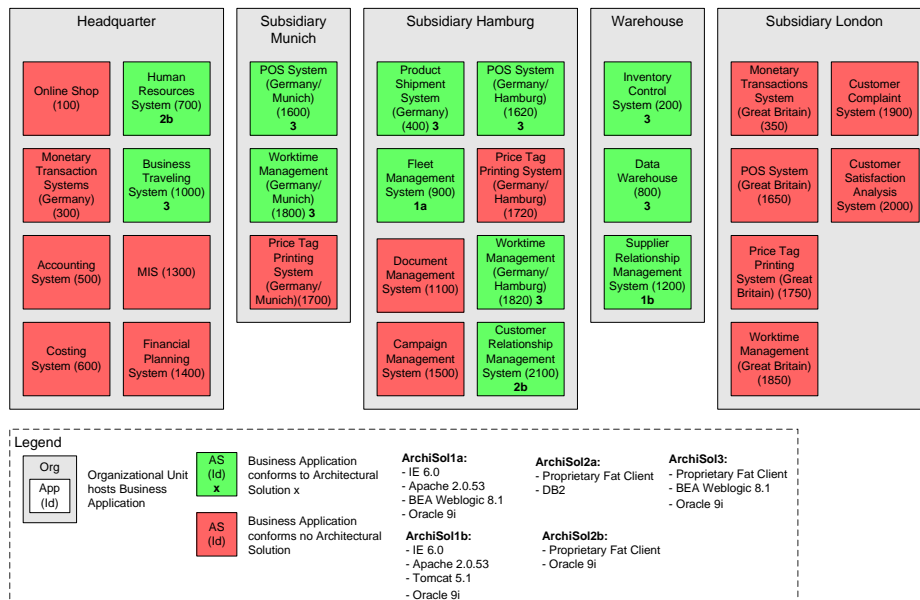 Headquarter
Online Shop
(100)
Human
Resources
System (700)
2b
Monetary
Transaction
Systems
(Germany)
(300)
Business
Traveling
System (1000)
3
Accounting
System (500)
MIS (1300)
Costing
System (600)
Financial
Planning
System (1400)
Subsidiary
Munich
POS System
(Germany/
Munich)
(1600)
3
Worktime
Management
(Germany/
Munich)
(1800) 3
Price Tag
Printing
System
(Germany/
Munich)(1700)
Subsidiary Hamburg
Product
Shipment
System
(Germany)
(400) 3
POS System
(Germany/
Hamburg)
(1620)
3
Fleet
Management
System (900)
1a
Price Tag
Printing System
(Germany/
Hamburg)
(1720)
Document
Management
System (1100)
Worktime
Management
(Germany/
Hamburg)
(1820) 3
Campaign
Management
System (1500)
Customer
Relationship
Management
System (2100)
2b
Warehouse
Inventory
Control
System (200)
3
Data
Warehouse
(800)
3
Supplier
Relationship
Management
System (1200)
1b
Subsidiary London
Monetary
Transactions
System
(Great Britain)
(350)
Customer
Complaint
System (1900)
POS System
(Great Britain)
(1650)
Customer
Satisfaction
Analysis
System (2000)
Price Tag
Printing
System (Great
Britain) (1750)
Worktime
Management
(Great Britain)
(1850)
Legend
Org
App
(Id)
Organizational Unit
hosts Business
Application
AS
(Id)
x
Business Application
conforms to Architectural
Solution x
AS
(Id)
Business Application
conforms no Architectural
Solution
ArchiSol1a:
- IE 6.0
- Apache 2.0.53
- BEA Weblogic 8.1
- Oracle 9i
ArchiSol2a:
- Proprietary Fat Client
- DB2
ArchiSol3:
- Proprietary Fat Client
- BEA Weblogic 8.1
- Oracle 9i
ArchiSol1b:
- IE 6.0
- Apache 2.0.53
- Tomcat 5.1
- Oracle 9i
ArchiSol2b:
- Proprietary Fat Client
- Oracle 9i